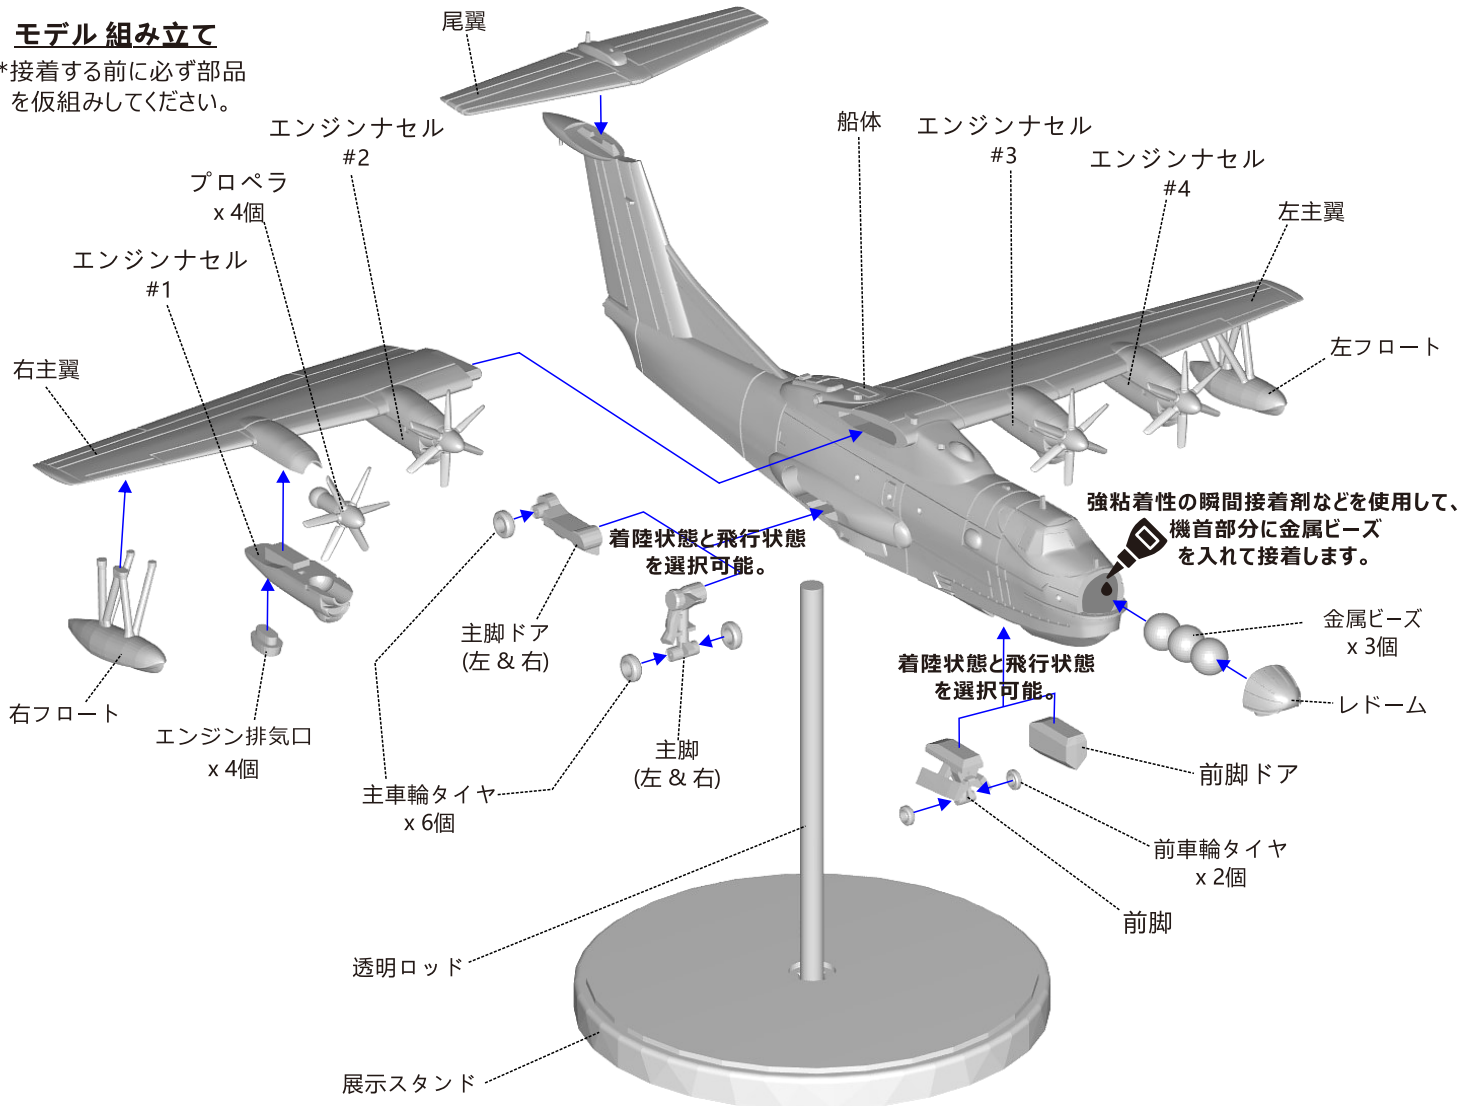 モデル 組み立て
*接着する前に必ず部品
を仮組みしてください。
尾翼
エンジンナセル
#2
プロペラ
x 4個
エンジンナセル
#1
右主翼
船体
エンジンナセル
#3
エンジンナセル
#4
左主翼
左フロート
強粘着性の瞬間接着剤などを使用して、
機首部分に金属ビーズ
を入れて接着します。
着陸状態と飛行状態
を選択可能。
金属ビーズ
x 3個
レドーム
主脚ドア
(左 & 右)
着陸状態と飛行状態
を選択可能。
右フロート
エンジン排気口
x 4個
主脚
(左 & 右)
主車輪タイヤ
x 6個
前脚ドア
前車輪タイヤ
x 2個
前脚
透明ロッド
展示スタンド